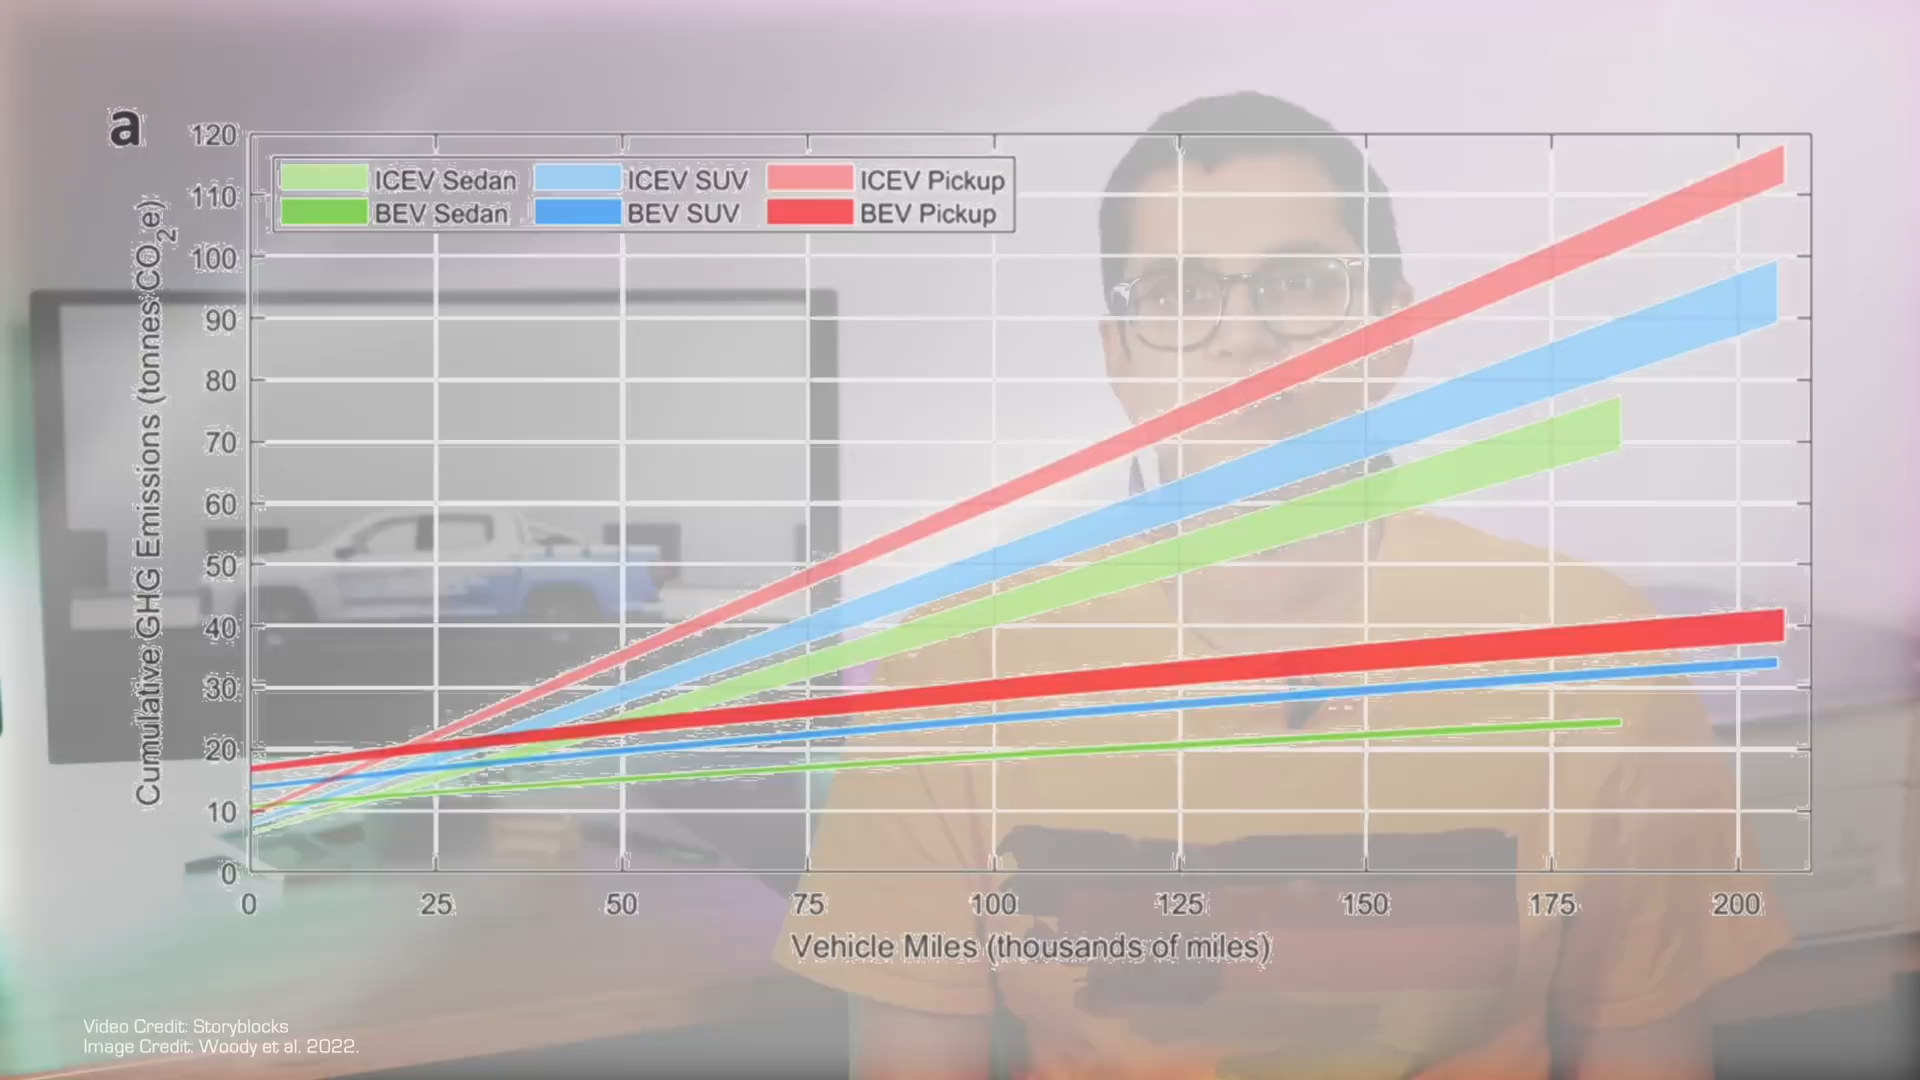 a
120
110
100
90
80
70
60
50
40
30
20
10
0
Cumulative GHG Emissions (tonnes CO2e)
ICEV Sedan ICEV SUV ICEV Pickup
BEV Sedan BEV SUV BEV Pickup
0 25 50 75 100 125 150 175 200
Vehicle Miles (thousands of miles)
Video Credit: Storyblocks
Image Credit: Woody et al. 2022.